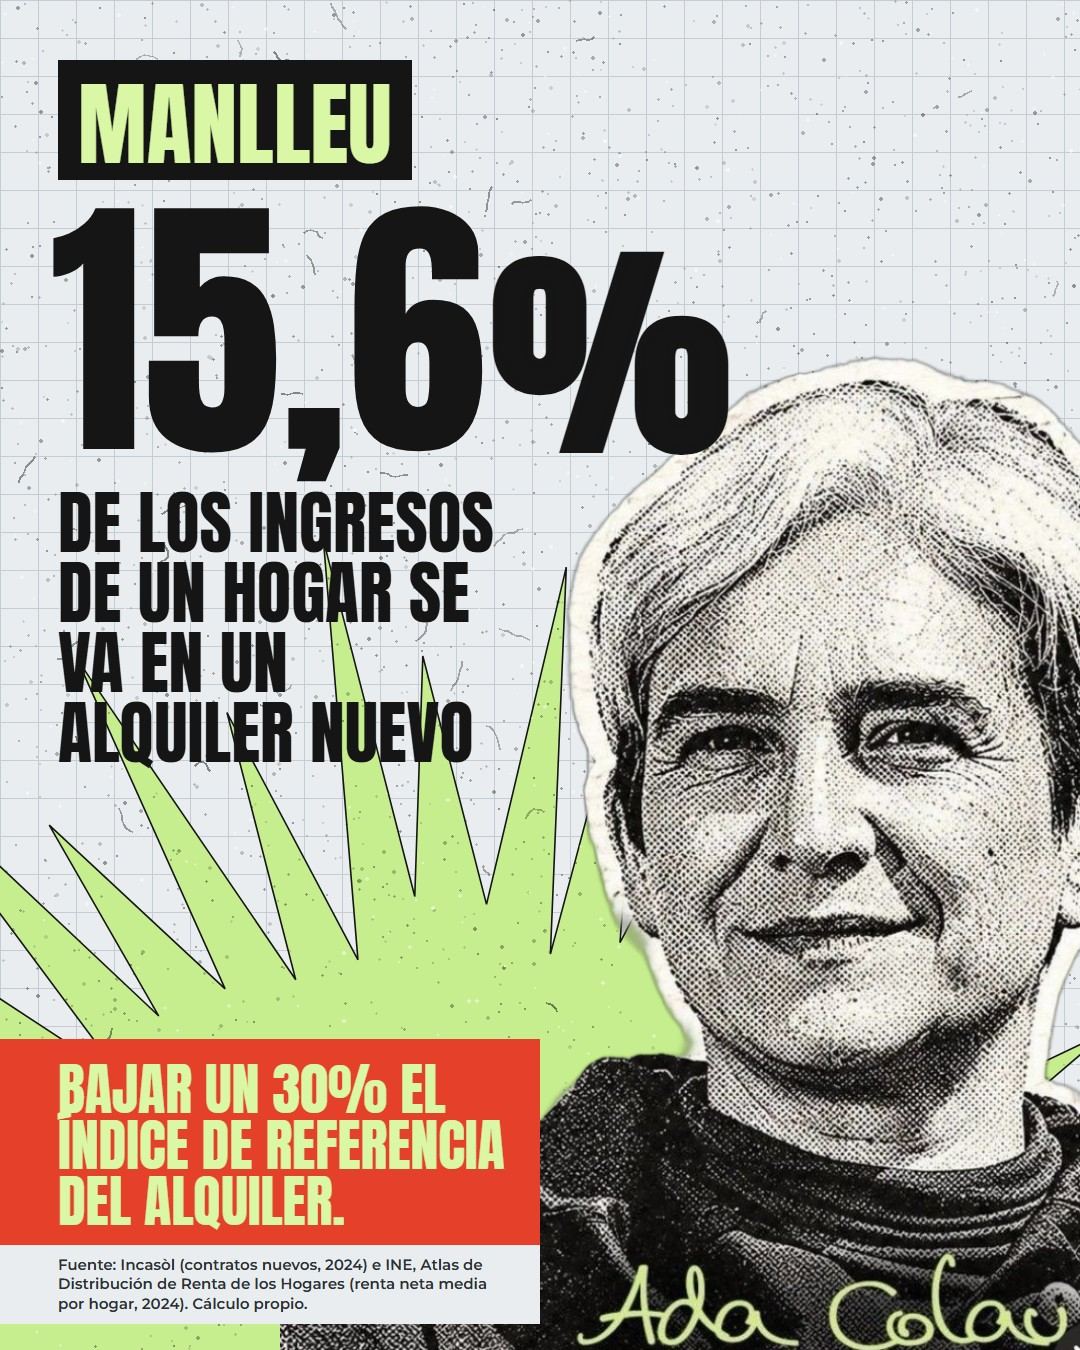 MANLLEU
15,6%
DE LOS INGRESOS
DE UN HOGAR SE
VA EN UN
ALQUILER NUEVO
BAJAR UN 30% EL
ÍNDICE DE REFERENCIA
DEL ALQUILER.
Fuente: Incasòl (contratos nuevos, 2024) e INE, Atlas de
Distribución de Renta de los Hogares (renta neta media
por hogar, 2024). Cálculo propio.
Ada Colau